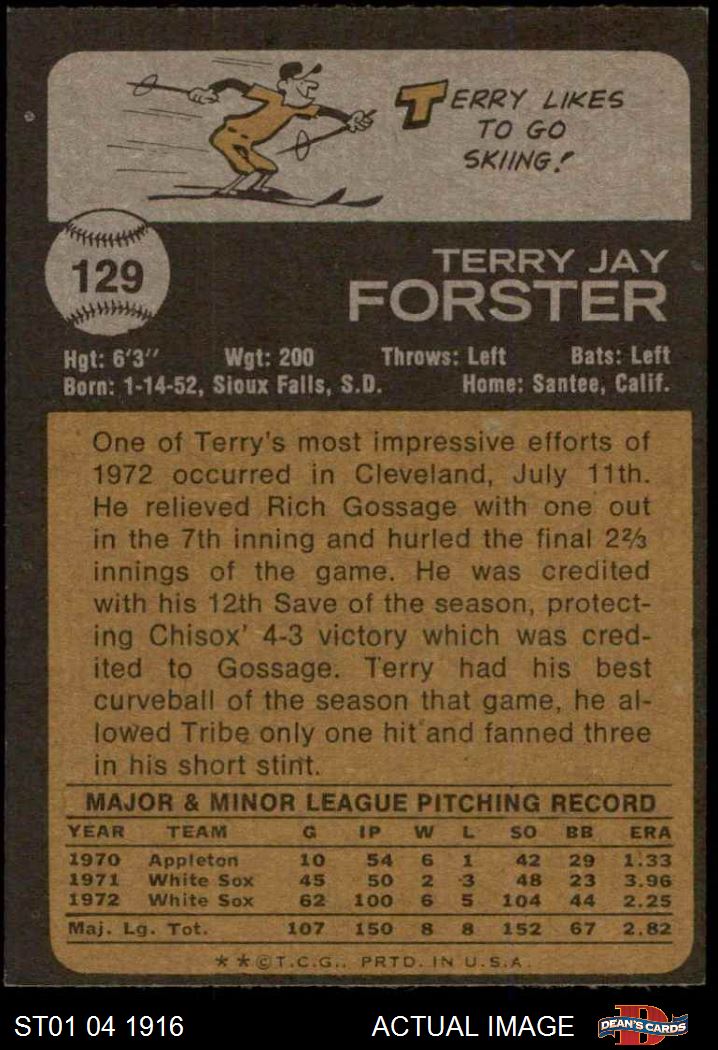 TERRY LIKES
TO GO
SKIING!
129
TERRY JAY
FORSTER
Hgt: 6'3" Wgt: 200 Throws: Left Bats: Left
Born: 1-14-52, Sioux Falls, S.D. Home: Santee, Calif.
One of Terry's most impressive efforts of
1972 occurred in Cleveland, July 11th.
He relieved Rich Gossage with one out
in the 7th inning and hurled the final 2⅔
innings of the game. He was credited
with his 12th Save of the season, protect-
ing Chisox' 4-3 victory which was cred-
ited to Gossage. Terry had his best
curveball of the season that game, he al-
lowed Tribe only one hit and fanned three
in his short stint.
MAJOR & MINOR LEAGUE PITCHING RECORD
YEAR TEAM G IP W L SO BB ERA
1970 Appleton 10 54 6 1 42 29 1.33
1971 White Sox 45 50 2 3 48 23 3.96
1972 White Sox 62 100 6 5 104 44 2.25
Maj. Lg. Tot. 107 150 8 8 152 67 2.82
**©T.C.G.. PRTD. IN U.S.A.
ST01 04 1916 ACTUAL IMAGE D DEAN'S CARDS